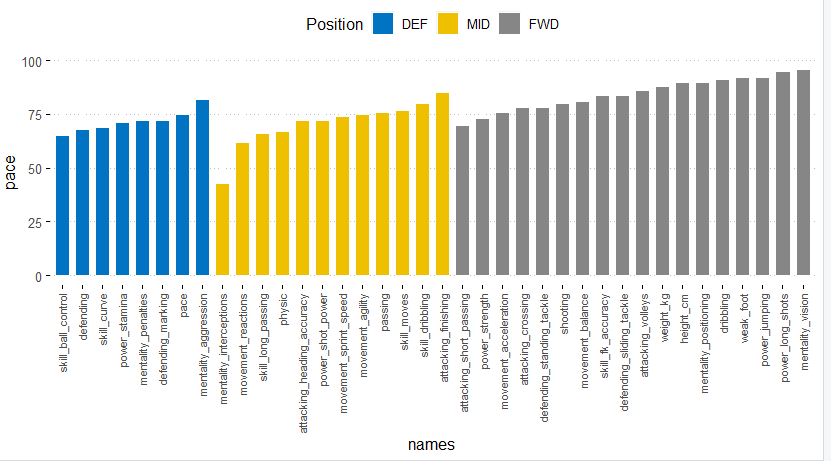 Position DEF MID FWD
100
75
50
25
0
pace
skill_ball_control
defending
skill_curve
power_stamina
mentality_penalties
defending_marking
pace
mentality_aggression
mentality_interceptions
movement_reactions
skill_long_passing
physic
attacking_heading_accuracy
power_shot_power
movement_sprint_speed
movement_agility
passing
skill_moves
skill_dribbling
attacking_finishing
attacking_short_passing
power_strength
movement_acceleration
attacking_crossing
defending_standing_tackle
shooting
movement_balance
skill_fk_accuracy
defending_sliding_tackle
attacking_volleys
weight_kg
height_cm
mentality_positioning
dribbling
weak_foot
power_jumping
power_long_shots
mentality_vision
names